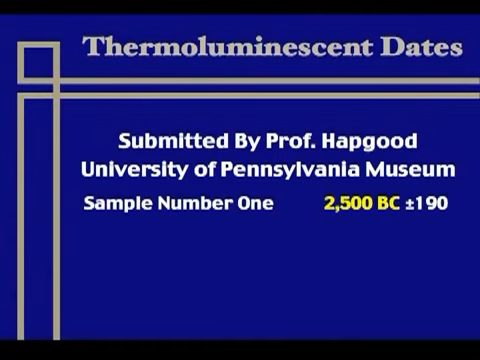 Thermoluminescent Dates
Submitted By Prof. Hapgood
University of Pennsylvania Museum
Sample Number One 2,500 BC ±190